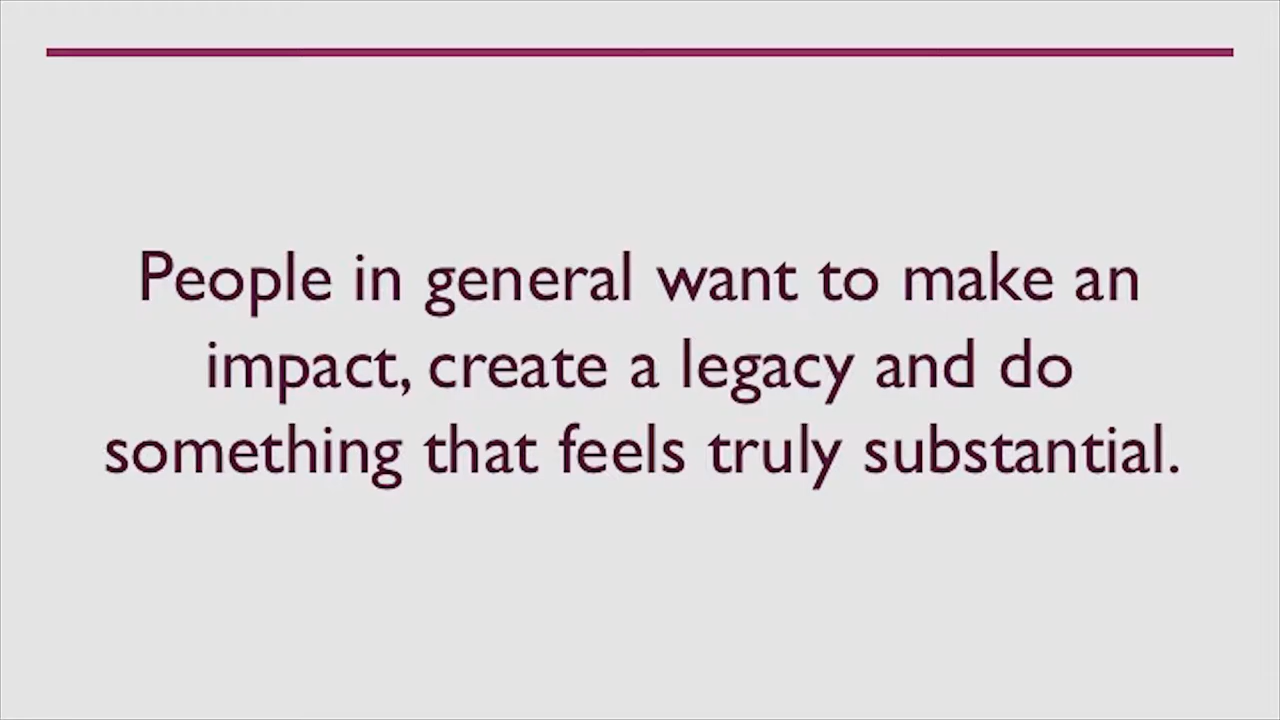 People in general want to make an
impact, create a legacy and do
something that feels truly substantial.